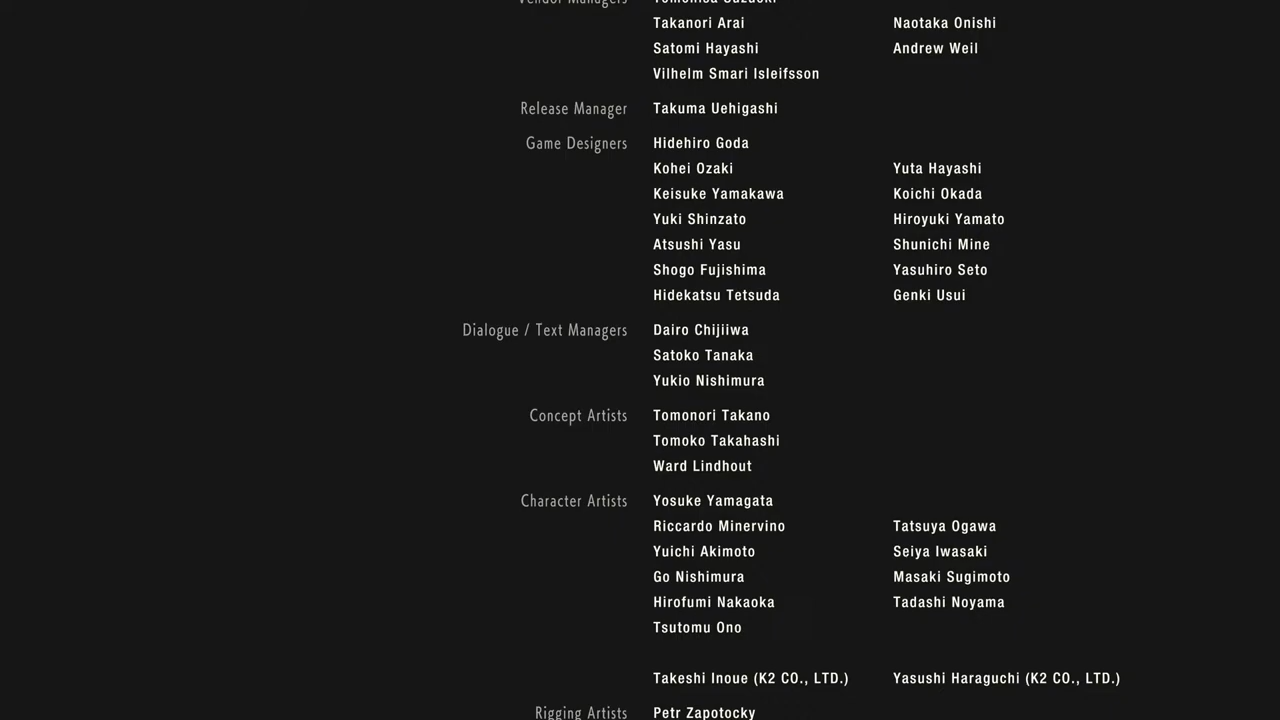 Vendor Managers Tomohisa Suzuoki
Takanori Arai Naotaka Onishi
Satomi Hayashi Andrew Weil
Vilhelm Smari Isleifsson
Release Manager Takuma Uehigashi
Game Designers Hidehiro Goda
Kohei Ozaki Yuta Hayashi
Keisuke Yamakawa Koichi Okada
Yuki Shinzato Hiroyuki Yamato
Atsushi Yasu Shunichi Mine
Shogo Fujishima Yasuhiro Seto
Hidekatsu Tetsuda Genki Usui
Dialogue / Text Managers Dairo Chijiiwa
Satoko Tanaka
Yukio Nishimura
Concept Artists Tomonori Takano
Tomoko Takahashi
Ward Lindhout
Character Artists Yosuke Yamagata
Riccardo Minervino Tatsuya Ogawa
Yuichi Akimoto Seiya Iwasaki
Go Nishimura Masaki Sugimoto
Hirofumi Nakaoka Tadashi Noyama
Tsutomu Ono
Takeshi Inoue (K2 CO., LTD.) Yasushi Haraguchi (K2 CO., LTD.)
Rigging Artists Petr Zapotocky